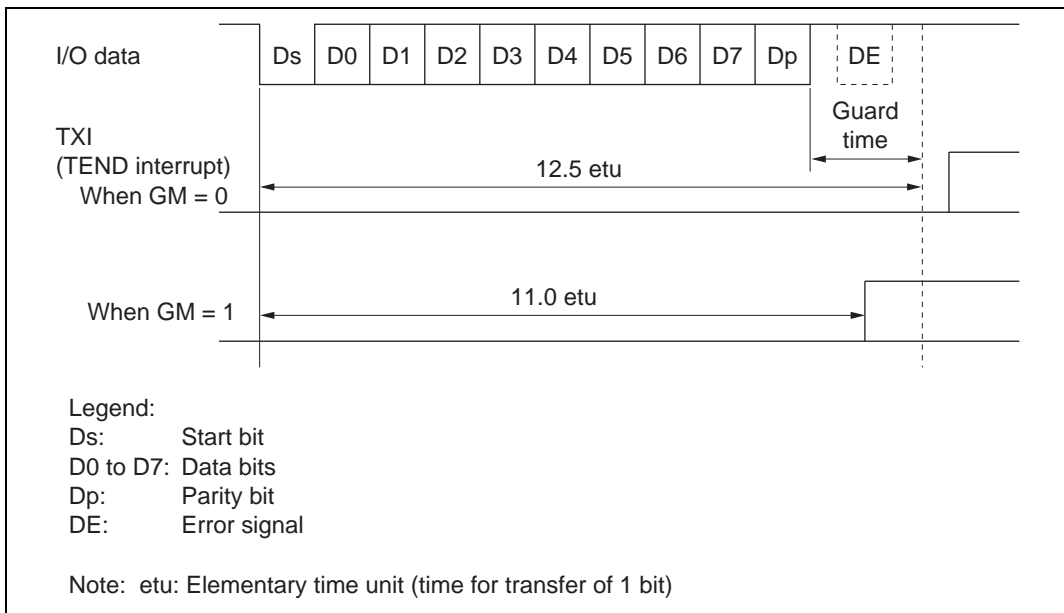 I/O data
Ds D0 D1 D2 D3 D4 D5 D6 D7 Dp DE
Guard
time
TXI
(TEND interrupt)
When GM = 0
12.5 etu
When GM = 1
11.0 etu
Legend:
Ds: Start bit
D0 to D7: Data bits
Dp: Parity bit
DE: Error signal
Note: etu: Elementary time unit (time for transfer of 1 bit)